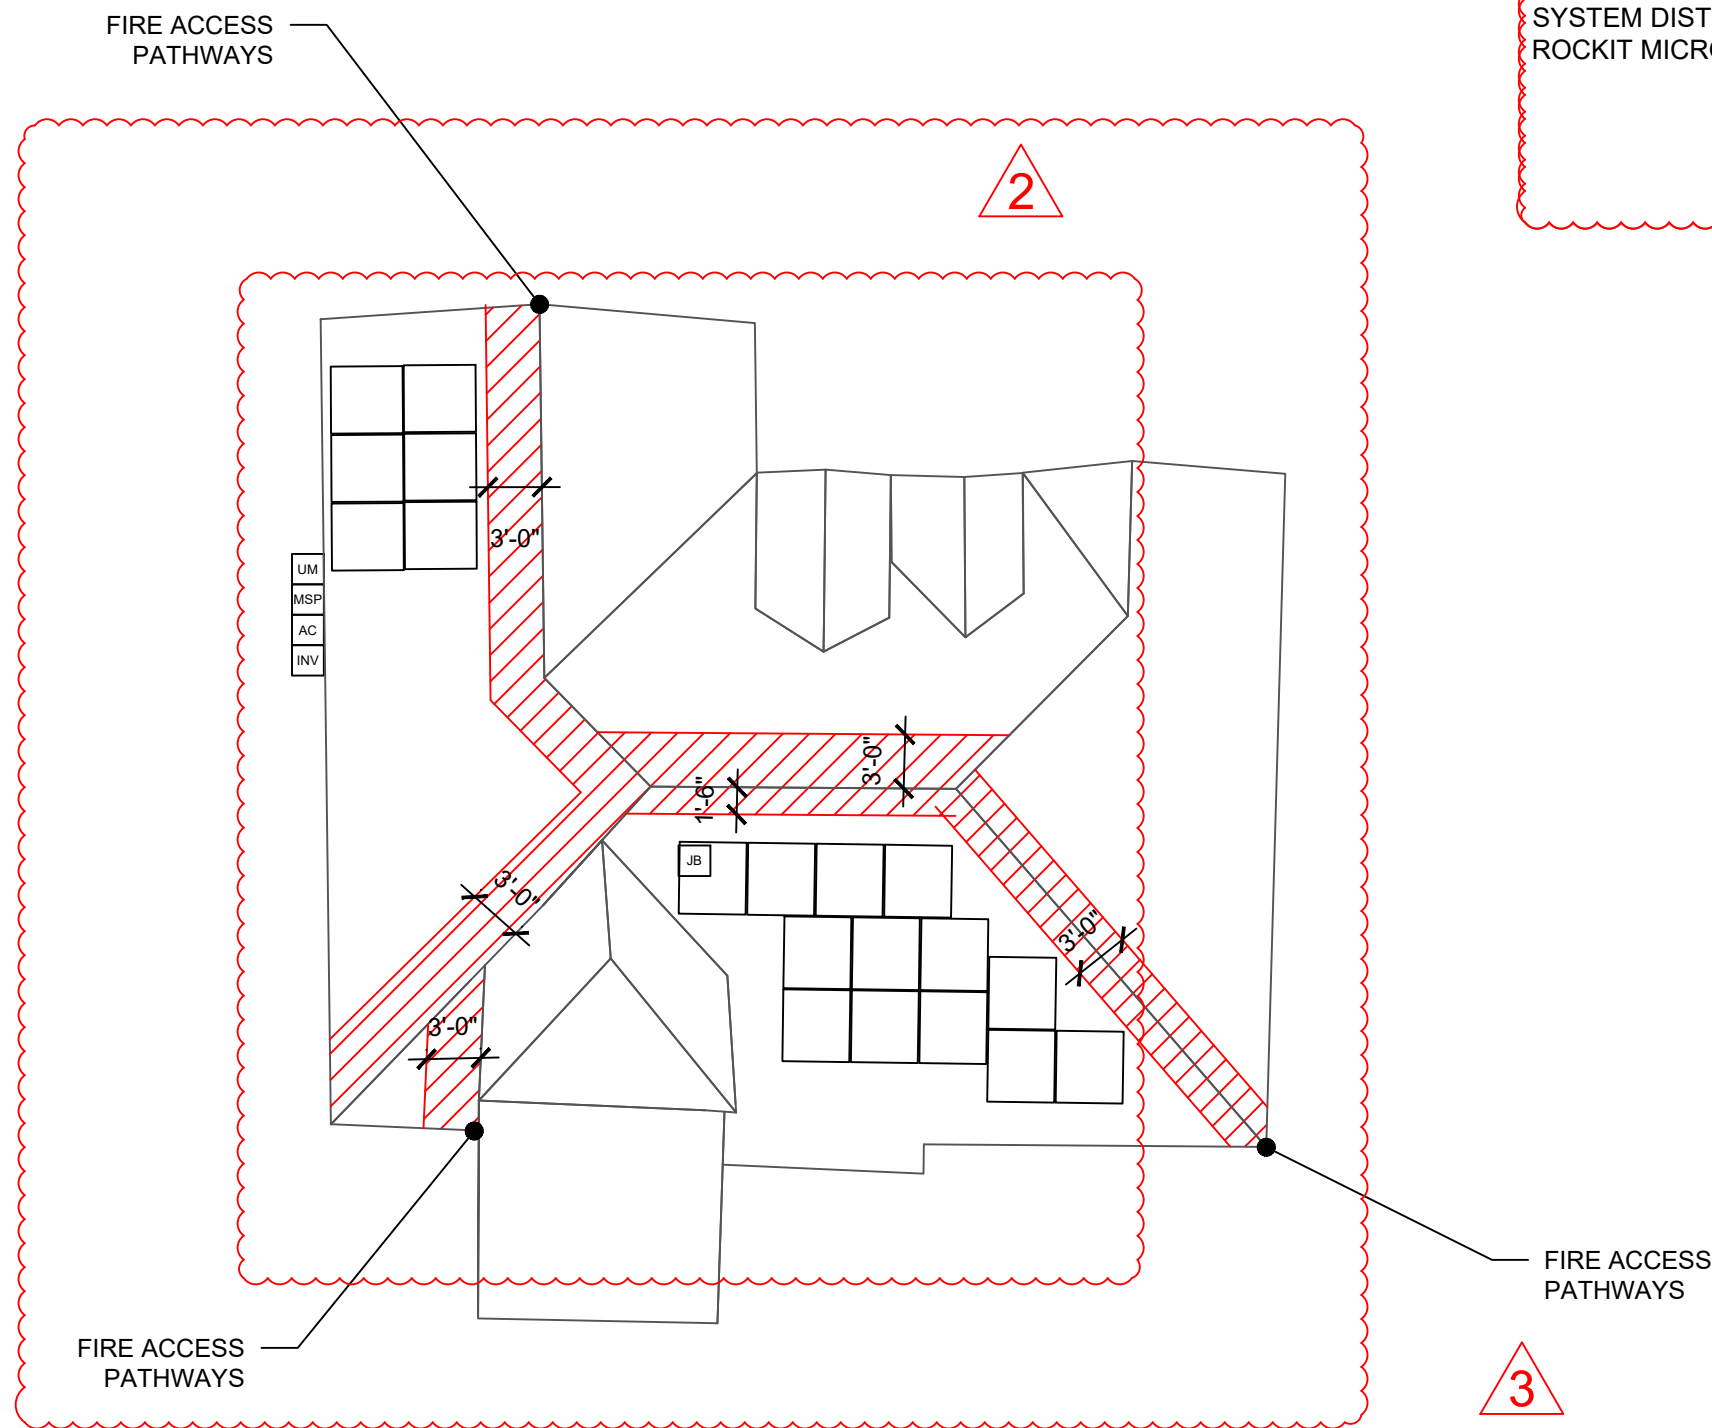 FIRE ACCESS
PATHWAYS
SYSTEM DIST
ROCKIT MICRO
2
3'-0"
UM
MSP
AC
INV
3'-0"
1'-6"
JB
3'-0"
3'-0"
3'-0"
FIRE ACCESS
PATHWAYS
FIRE ACCESS
PATHWAYS
3